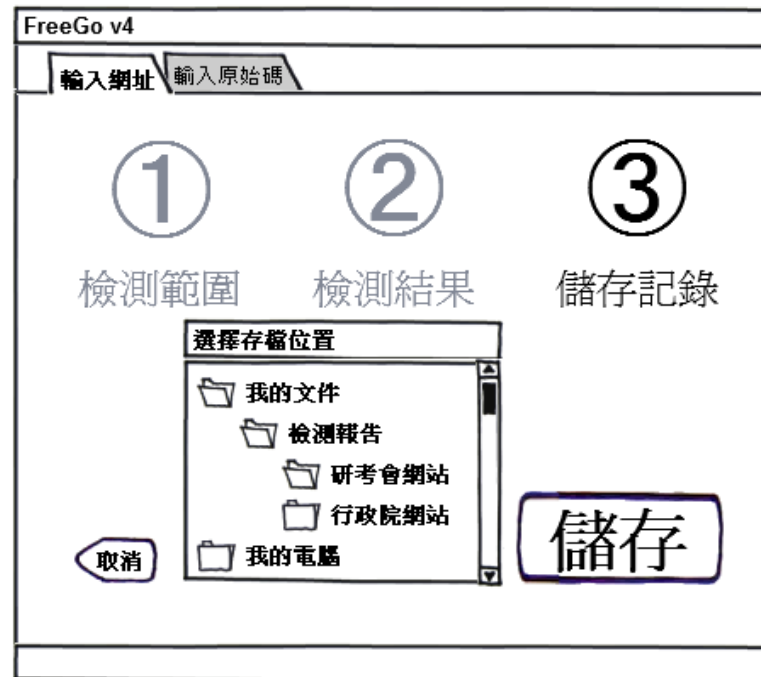 FreeGo v4
輸入網址 輸入原始碼
① ② ③
檢測範圍 檢測結果 儲存記錄
選擇存檔位置
我的文件
檢測報告
研考會網站
行政院網站
我的電腦
取消
儲存